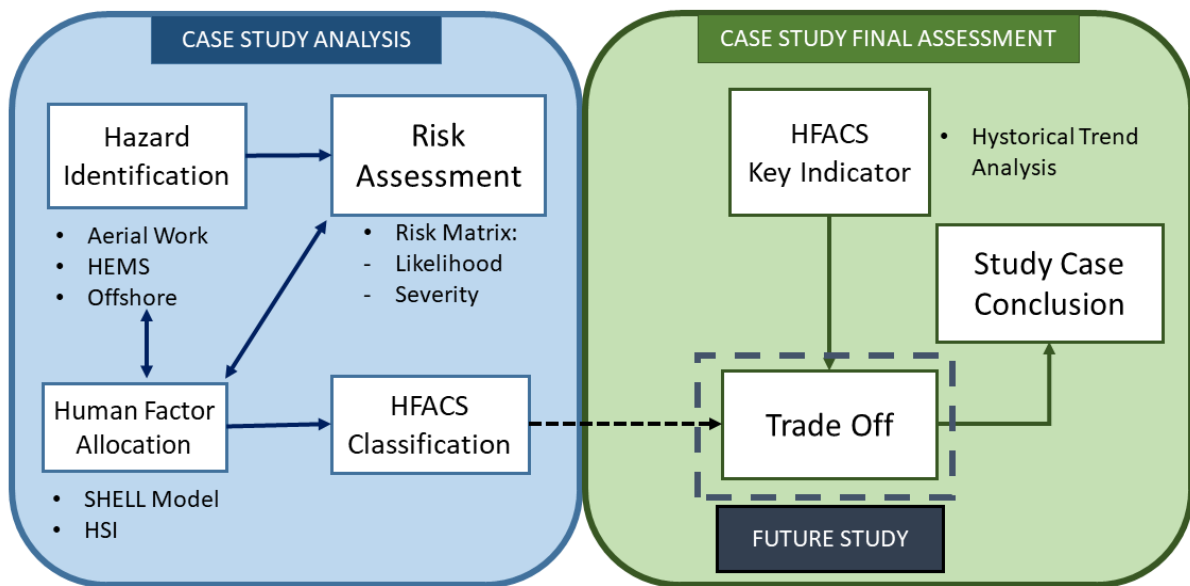 CASE STUDY ANALYSIS
Hazard
Identification
• Aerial Work
• HEMS
• Offshore
Risk
Assessment
• Risk Matrix:
- Likelihood
- Severity
Human Factor
Allocation
• SHELL Model
• HSI
HFACS
Classification
CASE STUDY FINAL ASSESSMENT
HFACS
Key Indicator
• Hystorical Trend
Analysis
Study Case
Conclusion
Trade Off
FUTURE STUDY